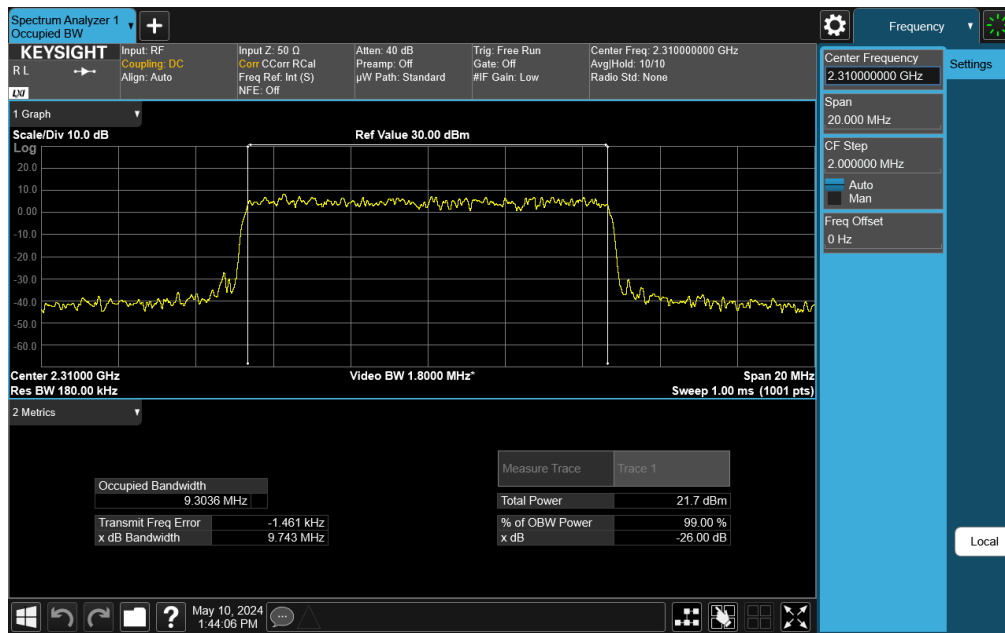 Spectrum Analyzer 1
Occupied BW
Frequency
KEYSIGHT
R L
LXI
Input: RF
Coupling: DC
Align: Auto
Input Z: 50 Ω
Corr CCorr RCal
Freq Ref: Int (S)
NFE: Off
Atten: 40 dB
Preamp: Off
µW Path: Standard
Trig: Free Run
Gate: Off
#IF Gain: Low
Center Freq: 2.310000000 GHz
Avg|Hold: 10/10
Radio Std: None
Center Frequency
2.310000000 GHz
Settings
Span
20.000 MHz
CF Step
2.000000 MHz
Auto
Man
Freq Offset
0 Hz
1 Graph
Scale/Div 10.0 dB
Ref Value 30.00 dBm
Log
20.0
10.0
0.00
-10.0
-20.0
-30.0
-40.0
-50.0
-60.0
Center 2.31000 GHz
Video BW 1.8000 MHz*
Span 20 MHz
Res BW 180.00 kHz
Sweep 1.00 ms (1001 pts)
2 Metrics
Measure Trace Trace 1
Occupied Bandwidth
9.3036 MHz
Total Power 21.7 dBm
Transmit Freq Error -1.461 kHz
% of OBW Power 99.00 %
x dB Bandwidth 9.743 MHz
x dB -26.00 dB
Local
?
May 10, 2024
1:44:06 PM